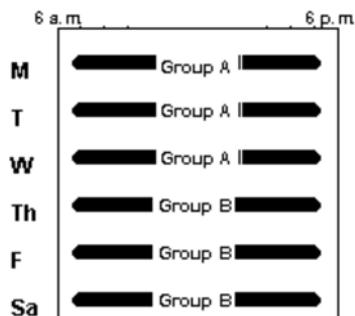 6 a.m. 6 p.m.
M Group A
T Group A
W Group A
Th Group B
F Group B
Sa Group B